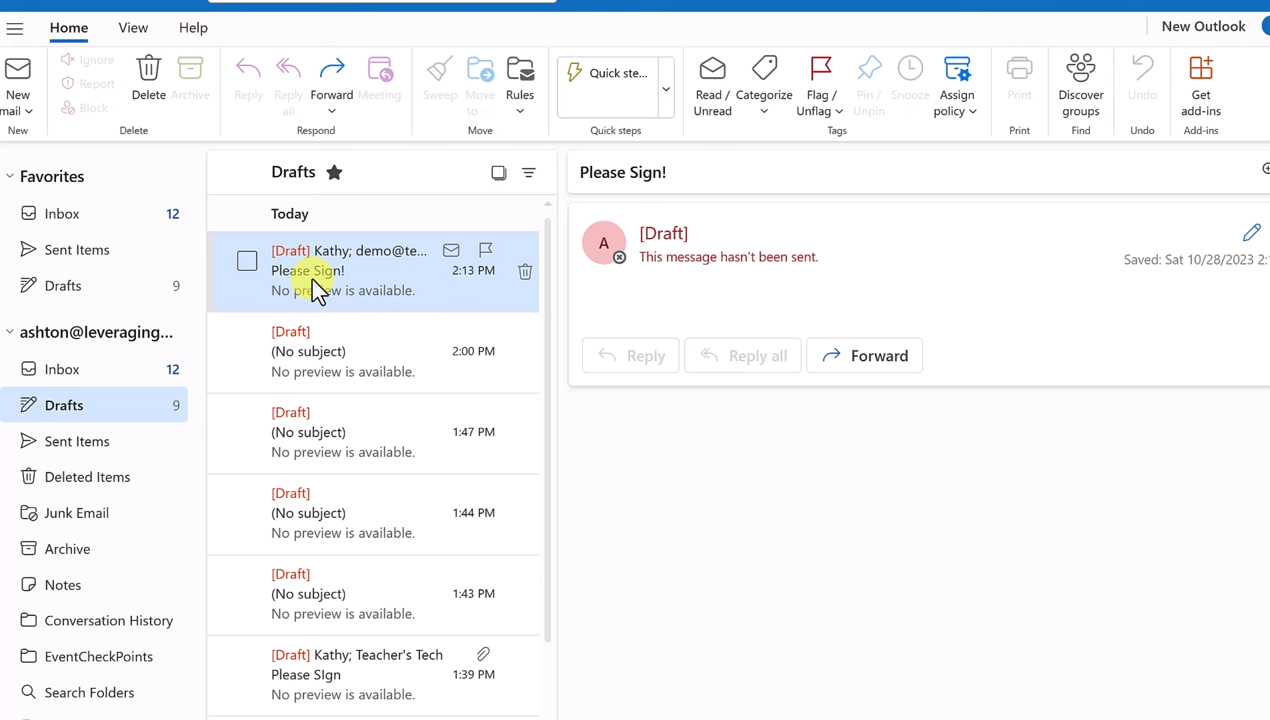 Home View Help New Outlook
New mail
Ignore
Report
Block
Delete
Archive
Reply
Reply all
Forward
Meeting
Sweep
Move to
Rules
Quick ste...
Read / Unread
Categorize
Flag / Unflag
Pin / Unpin
Snooze
Assign policy
Print
Discover groups
Undo
Get add-ins
New Delete Respond Move Quick steps Tags Print Find Undo Add-ins
Favorites
Inbox 12
Sent Items
Drafts 9
ashton@leveraging...
Inbox 12
Drafts 9
Sent Items
Deleted Items
Junk Email
Archive
Notes
Conversation History
EventCheckPoints
Search Folders
Drafts
Today
[Draft] Kathy; demo@te...
Please Sign! 2:13 PM
No preview is available.
[Draft]
(No subject) 2:00 PM
No preview is available.
[Draft]
(No subject) 1:47 PM
No preview is available.
[Draft]
(No subject) 1:44 PM
No preview is available.
[Draft]
(No subject) 1:43 PM
No preview is available.
[Draft] Kathy; Teacher's Tech
Please SIgn 1:39 PM
No preview is available.
Please Sign!
A
[Draft]
This message hasn't been sent.
Saved: Sat 10/28/2023 2:1
Reply Reply all Forward